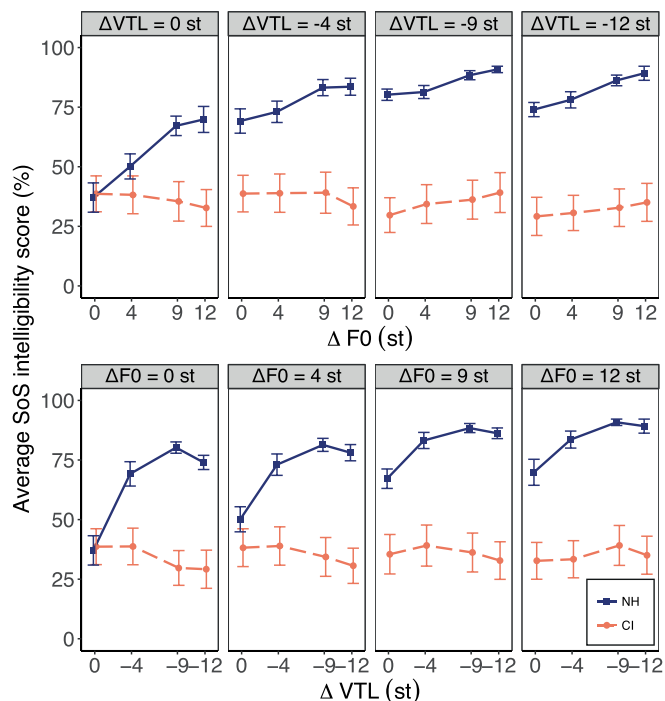 ΔVTL = 0 st ΔVTL = -4 st ΔVTL = -9 st ΔVTL = -12 st
100
75
50
25
0
0 4 9 12 0 4 9 12 0 4 9 12 0 4 9 12
Δ F0 (st)
Average SoS intelligibility score (%)
ΔF0 = 0 st ΔF0 = 4 st ΔF0 = 9 st ΔF0 = 12 st
100
75
50
25
0
NH
CI
0 −4 −9−12 0 −4 −9−12 0 −4 −9−12 0 −4 −9−12
Δ VTL (st)